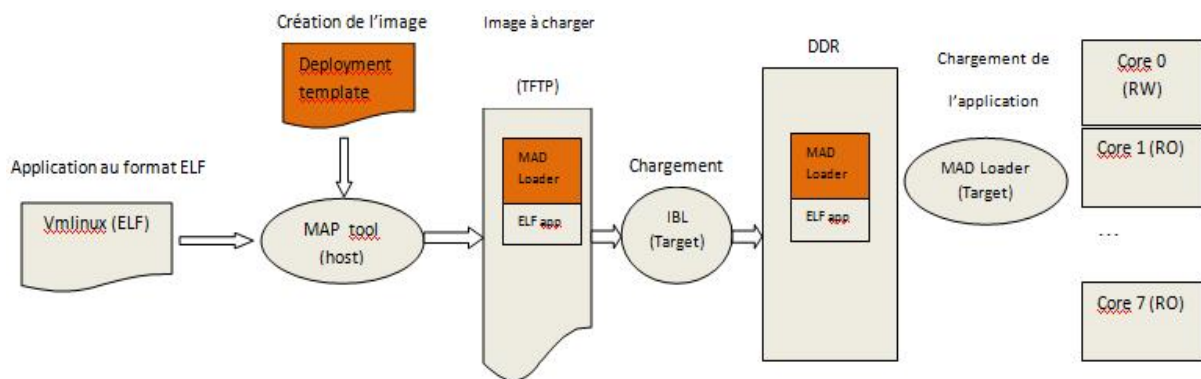 Création de l'image
Deployment
template
Application au format ELF
Vmlinux (ELF)
MAP tool
(host)
Image à charger
(TFTP)
MAD
Loader
ELF app
Chargement
IBL
(Target)
DDR
MAD
Loader
ELF app
Chargement de
l'application
MAD Loader
(Target)
Core 0
(RW)
Core 1 (RO)
...
Core 7 (RO)